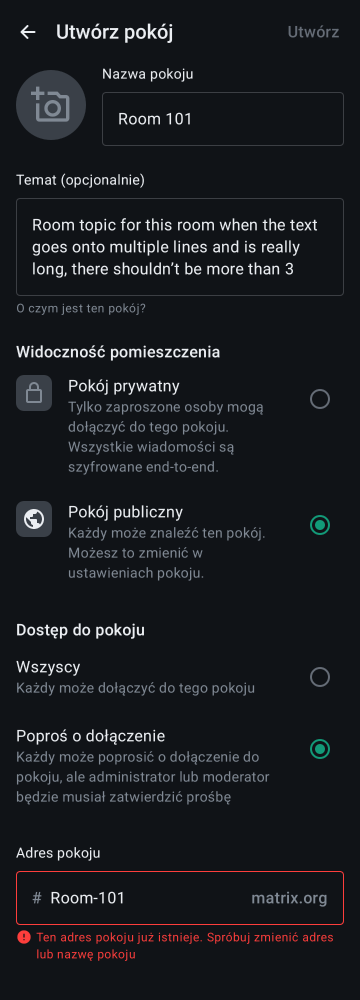 Utwórz pokój
Utwórz
Nazwa pokoju
Room 101
Temat (opcjonalnie)
Room topic for this room when the text
goes onto multiple lines and is really
long, there shouldn’t be more than 3
O czym jest ten pokój?
Widoczność pomieszczenia
Pokój prywatny
Tylko zaproszone osoby mogą
dołączyć do tego pokoju.
Wszystkie wiadomości są
szyfrowane end-to-end.
Pokój publiczny
Każdy może znaleźć ten pokój.
Możesz to zmienić w
ustawieniach pokoju.
Dostęp do pokoju
Wszyscy
Każdy może dołączyć do tego pokoju
Poproś o dołączenie
Każdy może poprosić o dołączenie do
pokoju, ale administrator lub moderator
będzie musiał zatwierdzić prośbę
Adres pokoju
# Room-101 matrix.org
Ten adres pokoju już istnieje. Spróbuj zmienić adres
lub nazwę pokoju